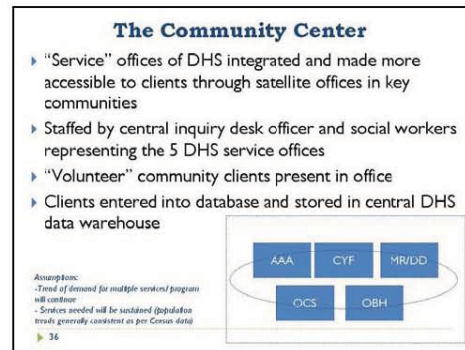 The Community Center
“Service” offices of DHS integrated and made more
accessible to clients through satellite offices in key
communities
Staffed by central inquiry desk officer and social workers
representing the 5 DHS service offices
“Volunteer” community clients present in office
Clients entered into database and stored in central DHS
data warehouse
AAA CYF MR/DD
OCS OBH
Assumptions:
-Trend of demand for multiple services/ program
will continue
- Services needed will be sustained (population
trends generally consistent as per Census data)
36